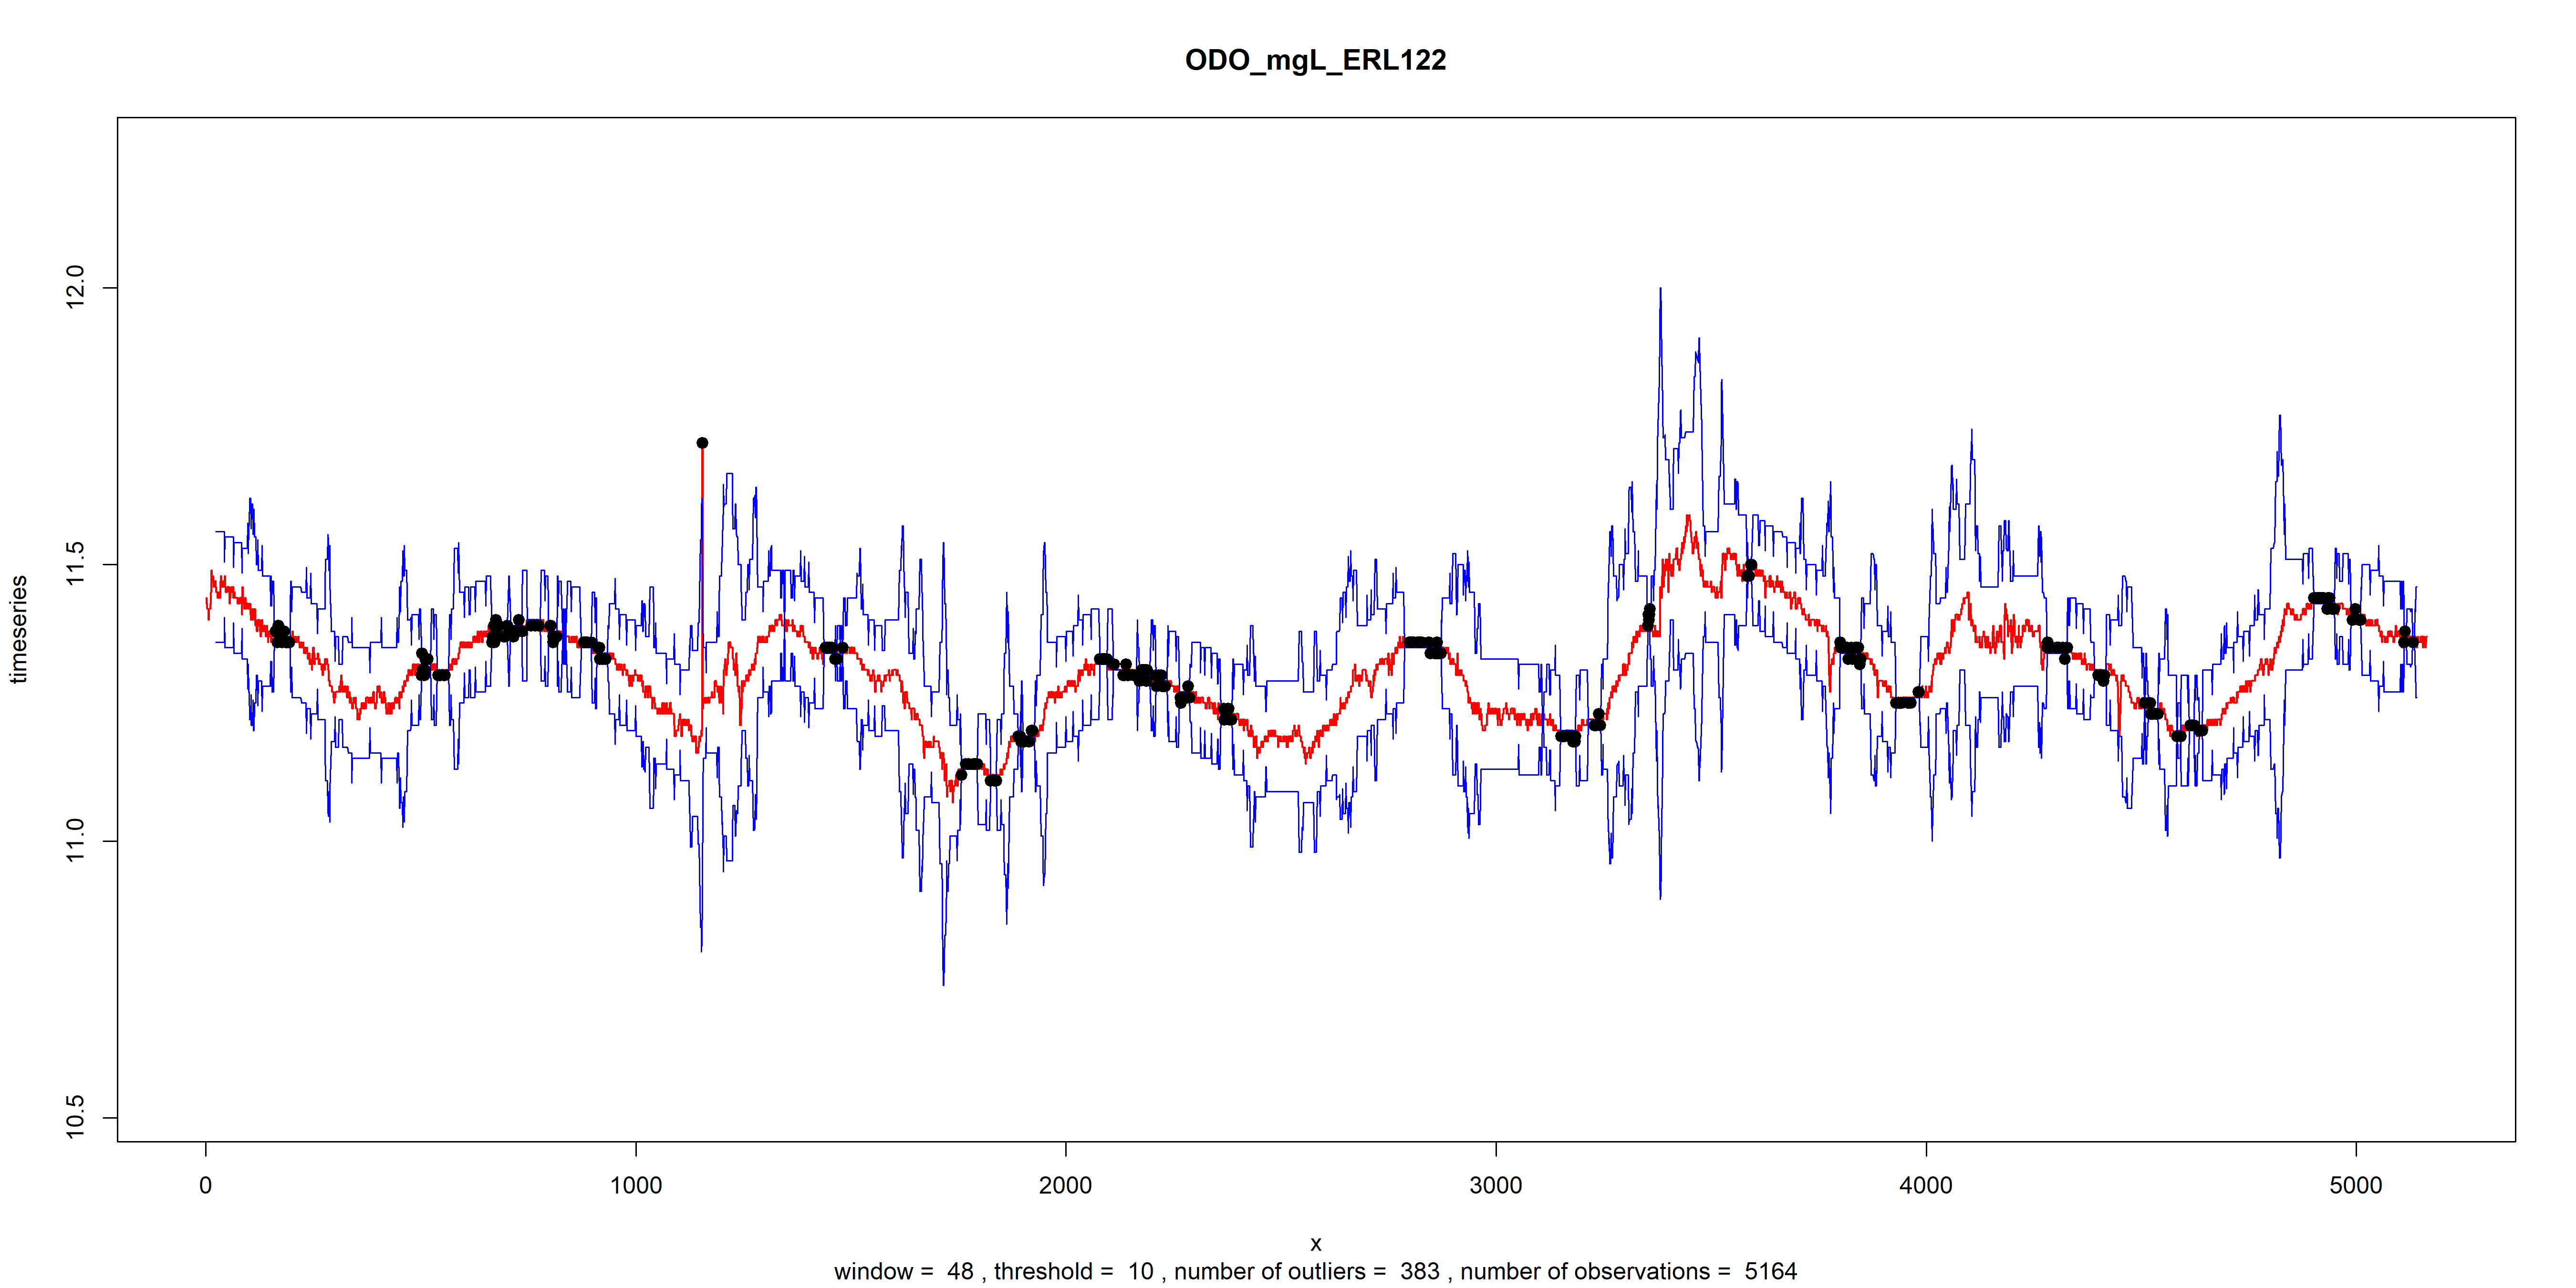 ODO_mgL_ERL122
timeseries
12.0
11.5
11.0
10.5
0 1000 2000 3000 4000 5000
x
window =  48 , threshold =  10 , number of outliers =  383 , number of observations =  5164